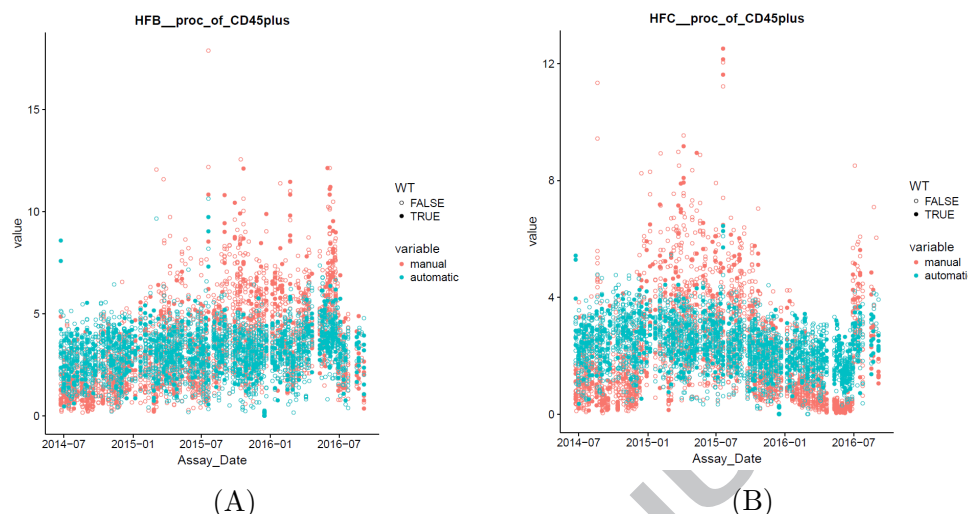 HFB__proc_of_CD45plus
value
15
10
5
0
2014−07
2015−01
2015−07
2016−01
2016−07
Assay_Date
WT
FALSE
TRUE
variable
manual
automatic
(A)
HFC__proc_of_CD45plus
value
12
8
4
0
2014−07
2015−01
2015−07
2016−01
2016−07
Assay_Date
WT
FALSE
TRUE
variable
manual
automati
(B)